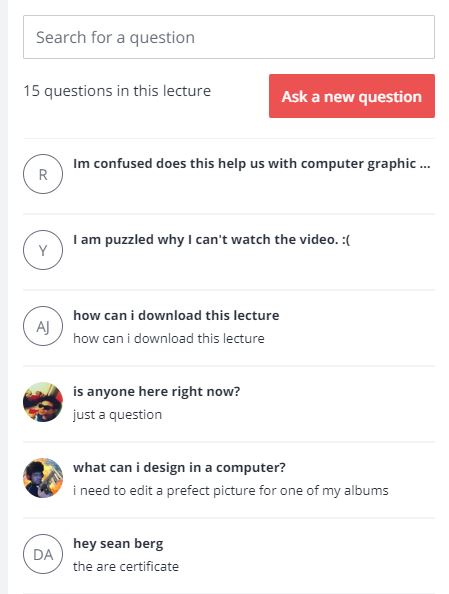 Search for a question
15 questions in this lecture
Ask a new question
R
Im confused does this help us with computer graphic ...
Y
I am puzzled why I can't watch the video. :(
AJ
how can i download this lecture
how can i download this lecture
is anyone here right now?
just a question
what can i design in a computer?
i need to edit a prefect picture for one of my albums
DA
hey sean berg
the are certificate